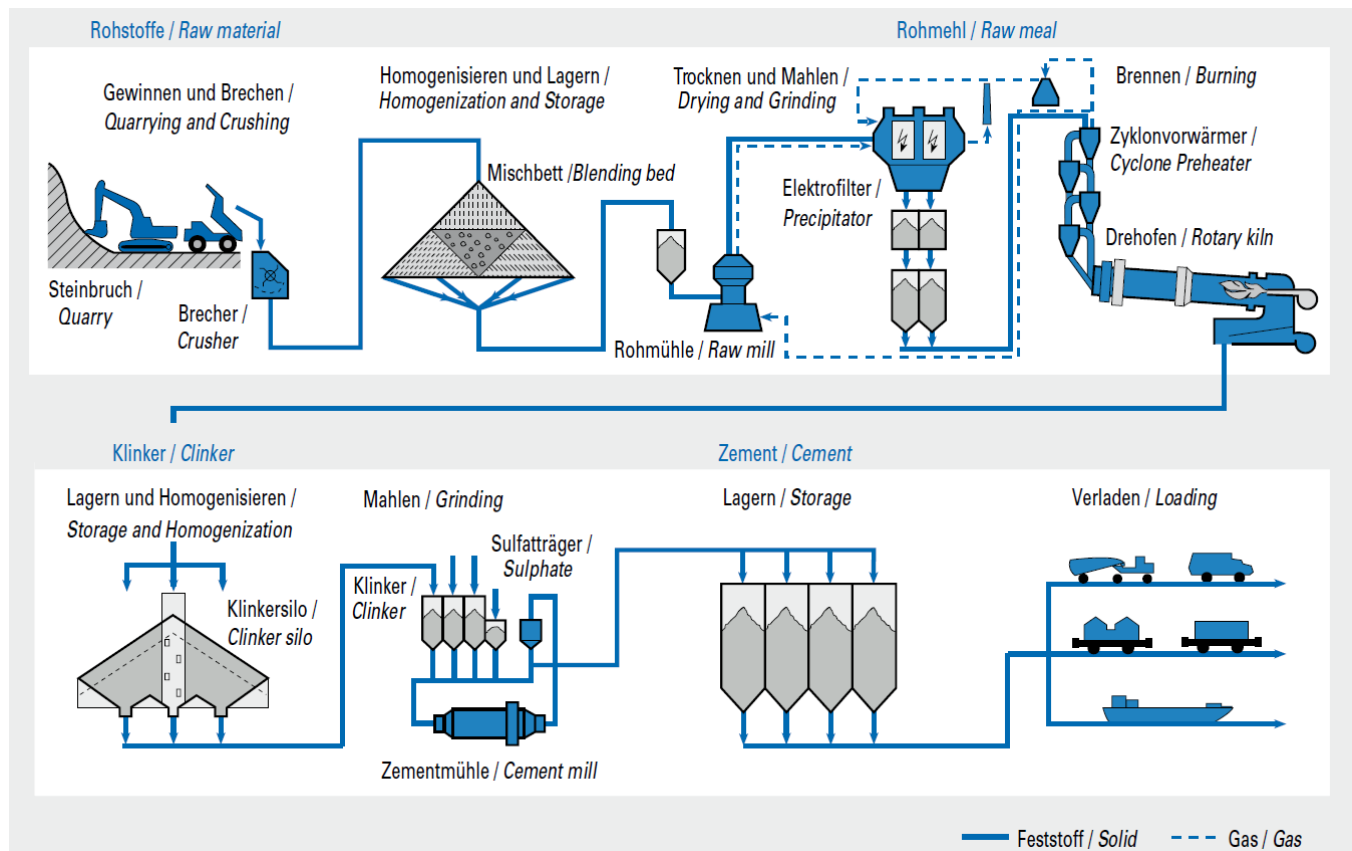 Rohstoffe / Raw material
Rohmehl / Raw meal
Gewinnen und Brechen /
Quarrying and Crushing
Homogenisieren und Lagern /
Homogenization and Storage
Trocknen und Mahlen /
Drying and Grinding
Brennen / Burning
Zyklonvorwärmer /
Cyclone Preheater
Mischbett /Blending bed
Elektrofilter /
Precipitator
Drehofen / Rotary kiln
Steinbruch /
Quarry
Brecher /
Crusher
Rohmühle / Raw mill
Klinker / Clinker
Zement / Cement
Lagern und Homogenisieren /
Storage and Homogenization
Mahlen / Grinding
Lagern / Storage
Verladen / Loading
Sulfatträger /
Sulphate
Klinker /
Clinker
Klinkersilo /
Clinker silo
Zementmühle / Cement mill
Feststoff / Solid
Gas / Gas